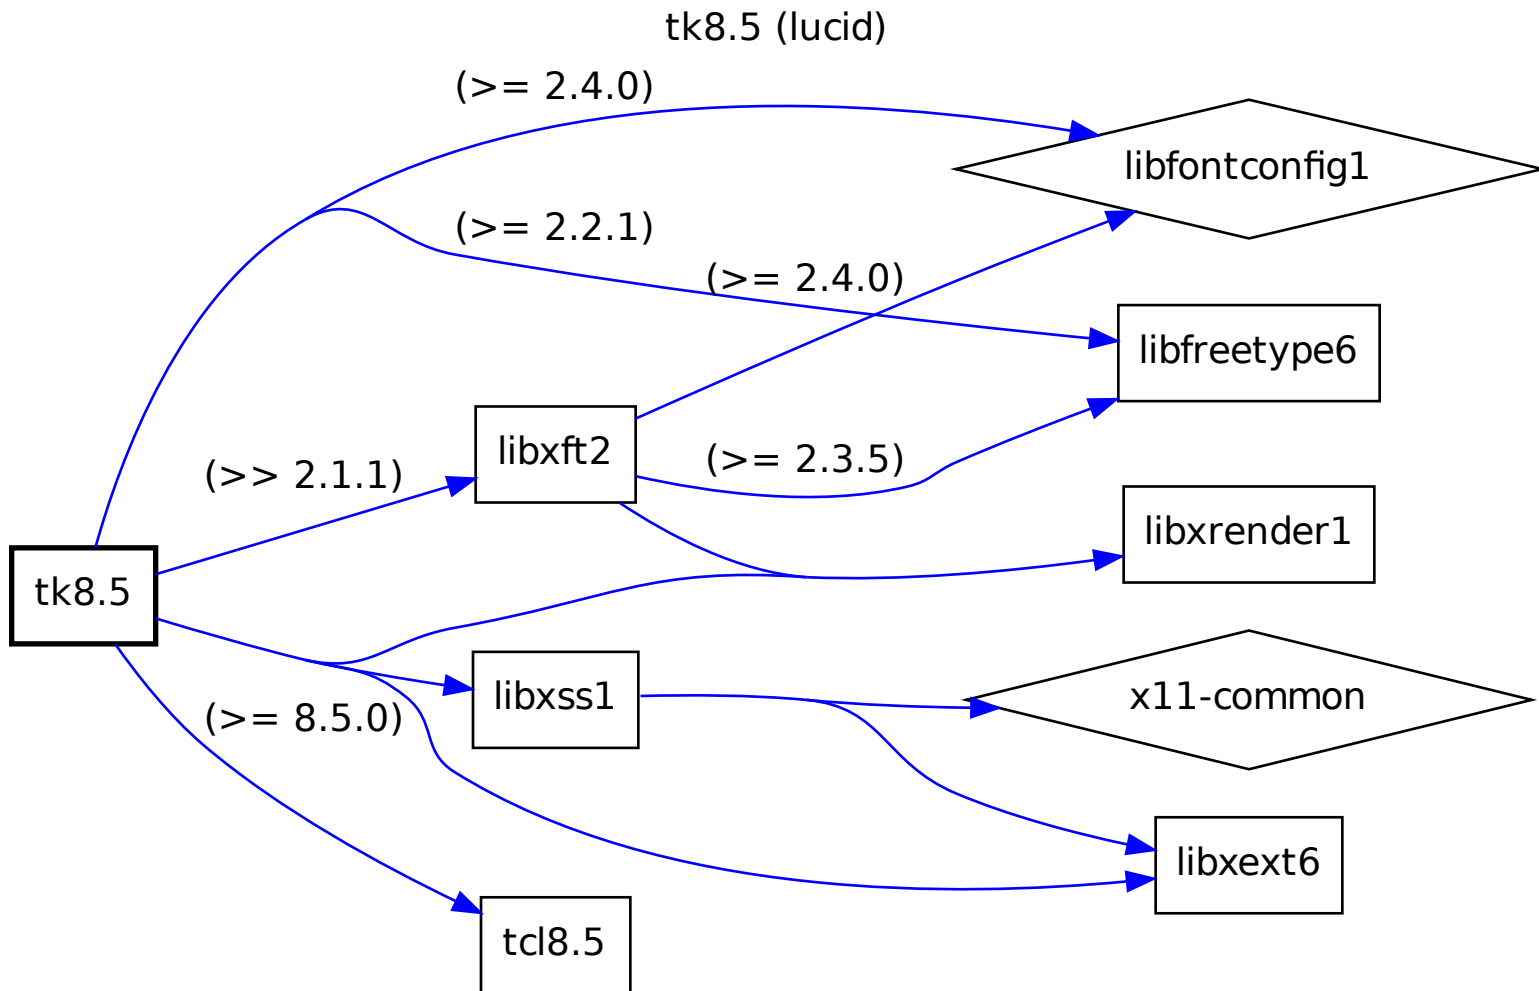 tk8.5 (lucid)
(>= 2.4.0)
libfontconfig1
(>= 2.2.1)
(>= 2.4.0)
libfreetype6
libxft2
(>= 2.3.5)
(>> 2.1.1)
libxrender1
tk8.5
libxss1
x11-common
(>= 8.5.0)
libxext6
tcl8.5